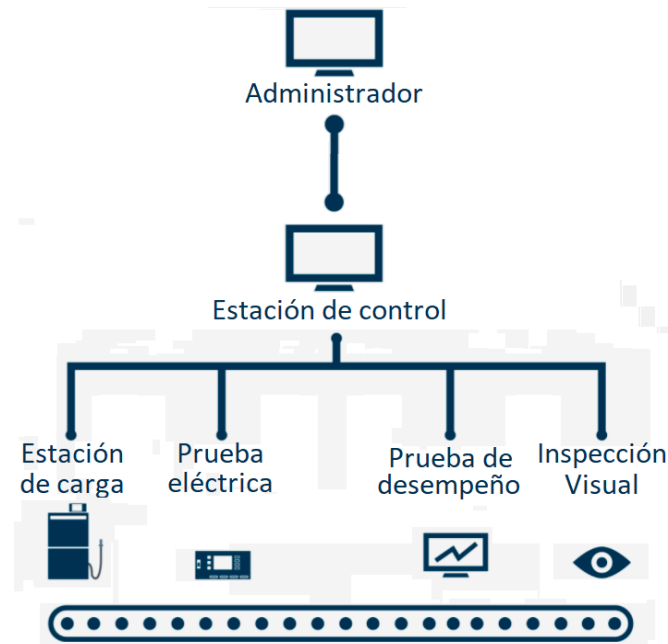 Administrador
Estación de control
Estación
de carga
Prueba
eléctrica
Prueba de
desempeño
Inspección
Visual